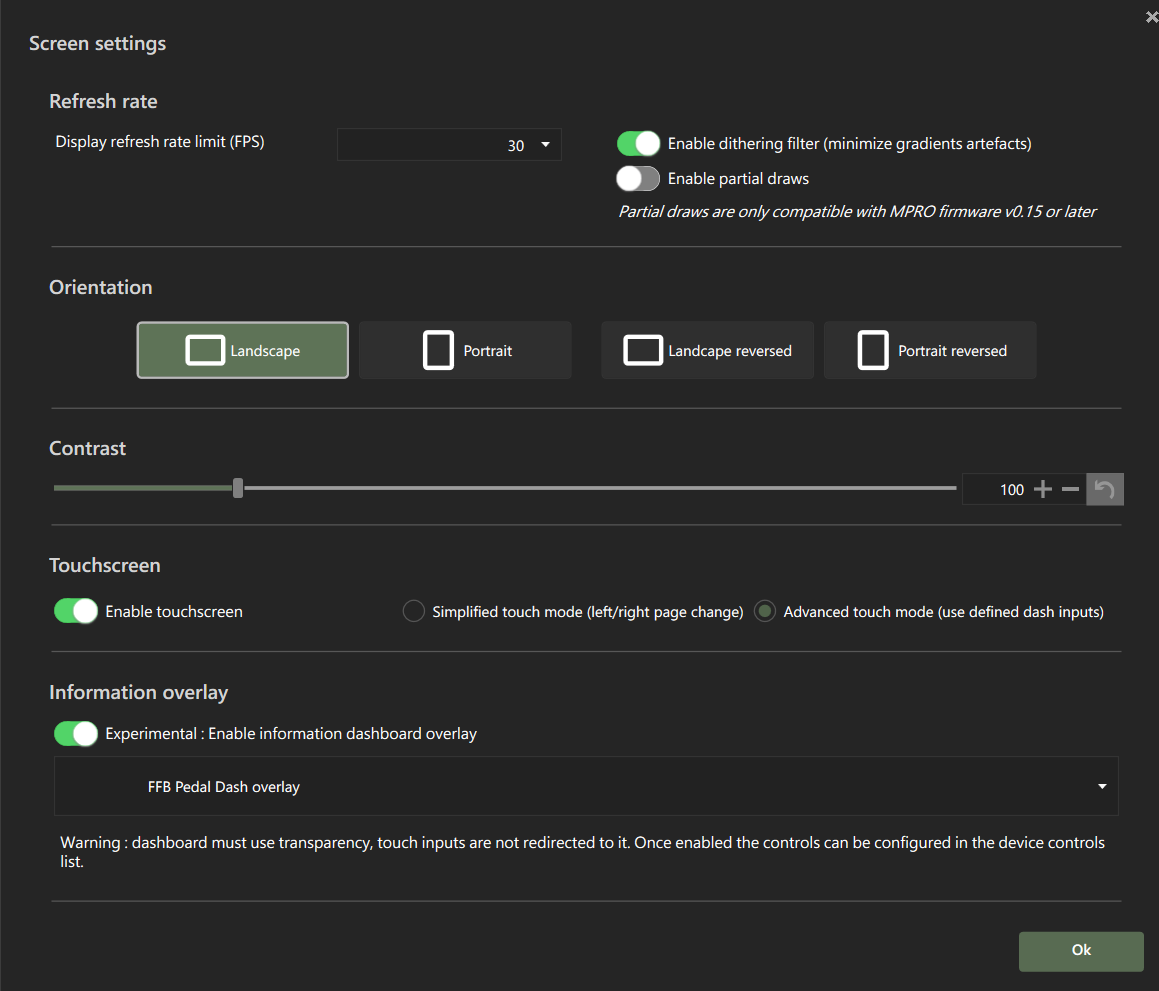 Screen settings
Refresh rate
Display refresh rate limit (FPS)
30
Enable dithering filter (minimize gradients artefacts)
Enable partial draws
Partial draws are only compatible with MPRO firmware v0.15 or later
Orientation
Landscape
Portrait
Landcape reversed
Portrait reversed
Contrast
100
Touchscreen
Enable touchscreen
Simplified touch mode (left/right page change)
Advanced touch mode (use defined dash inputs)
Information overlay
Experimental : Enable information dashboard overlay
FFB Pedal Dash overlay
Warning : dashboard must use transparency, touch inputs are not redirected to it. Once enabled the controls can be configured in the device controls
list.
Ok